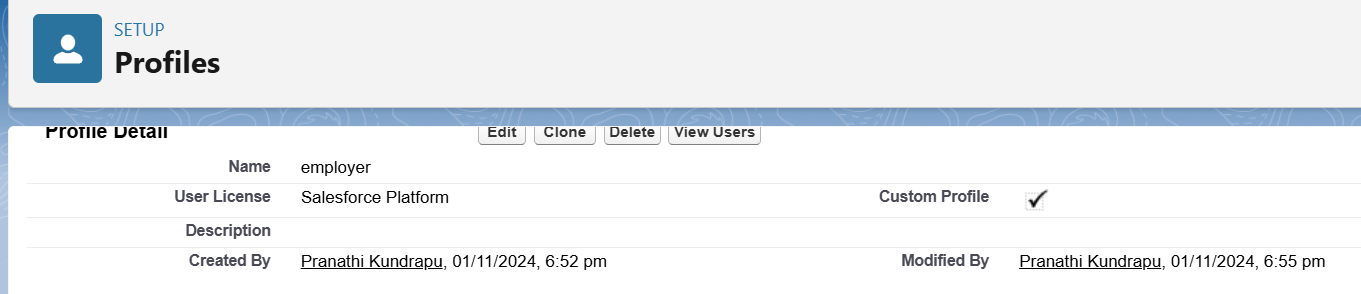 SETUP
Profiles
Profile Detail Edit Clone Delete View Users
Name employer
User License Salesforce Platform Custom Profile
Description
Created By Pranathi Kundrapu, 01/11/2024, 6:52 pm Modified By Pranathi Kundrapu, 01/11/2024, 6:55 pm